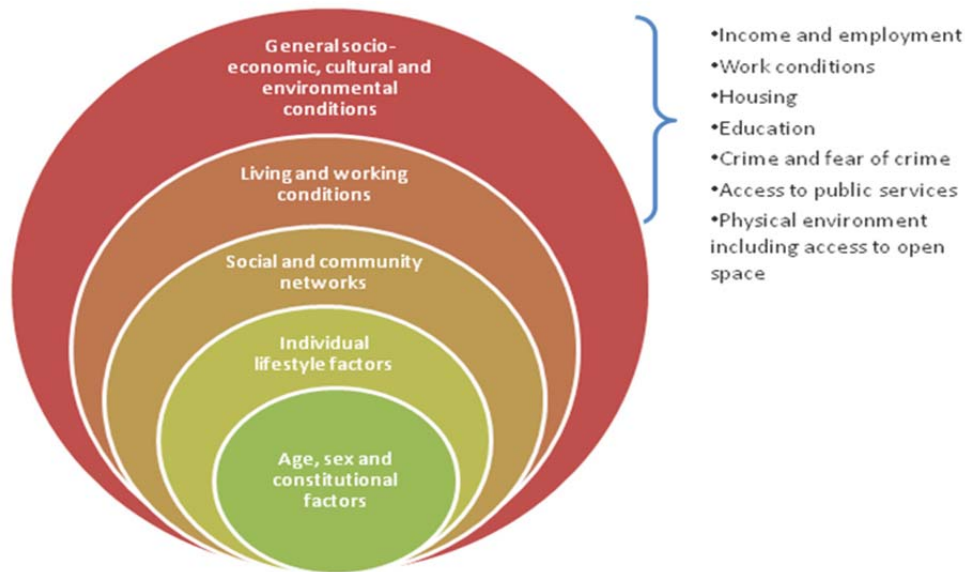 General socio-
economic, cultural and
environmental
conditions
Living and working
conditions
Social and community
networks
Individual
lifestyle factors
Age, sex and
constitutional
factors
•Income and employment
•Work conditions
•Housing
•Education
•Crime and fear of crime
•Access to public services
•Physical environment
including access to open
space